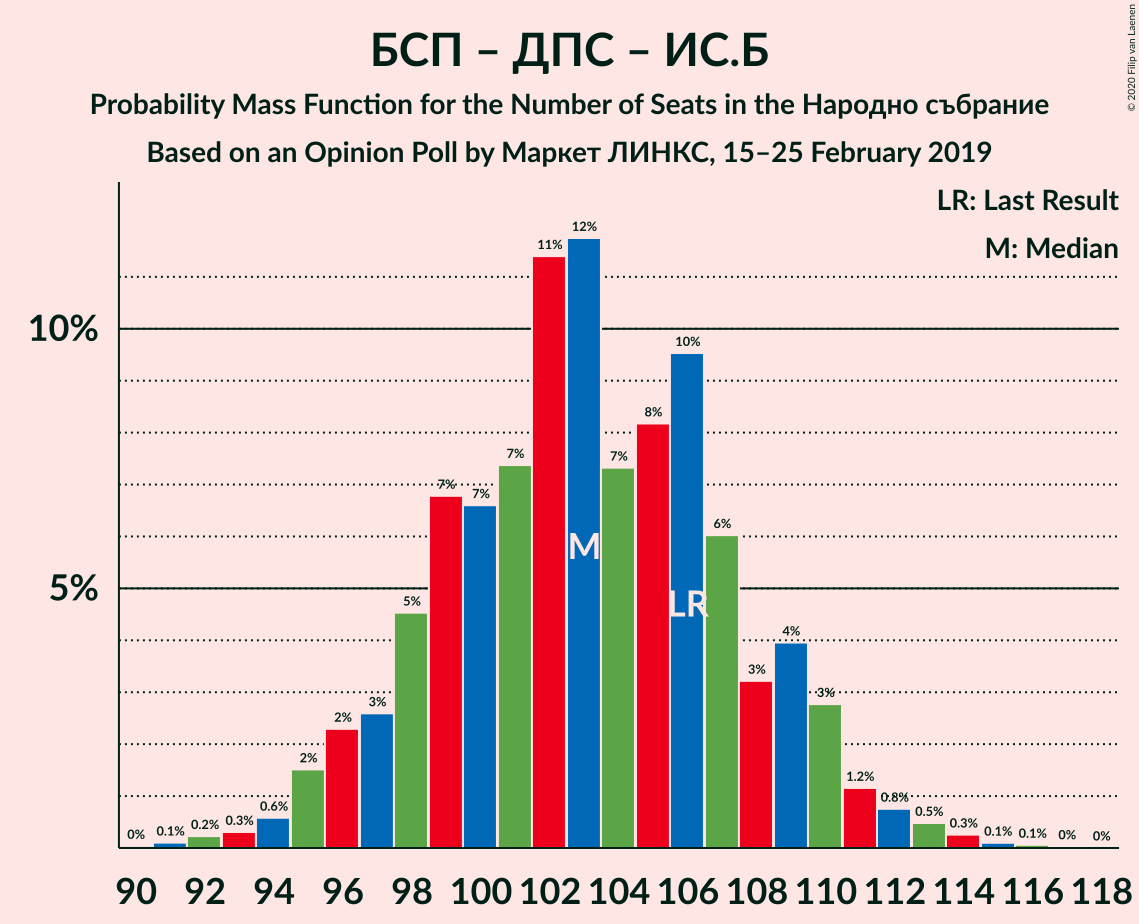 БСП – ДПС – ИС.Б
Probability Mass Function for the Number of Seats in the Народно събрание
Based on an Opinion Poll by Маркет ЛИНКС, 15–25 February 2019
© 2020 Filip van Laenen
LR: Last Result
M: Median
10%
5%
0% 0.1% 0.2% 0.3% 0.6% 2% 2% 3% 5% 7% 7% 7% 11% 12% 7% 8% 10% 6% 3% 4% 3% 1.2% 0.8% 0.5% 0.3% 0.1% 0.1% 0% 0%
M
LR
90 92 94 96 98 100 102 104 106 108 110 112 114 116 118